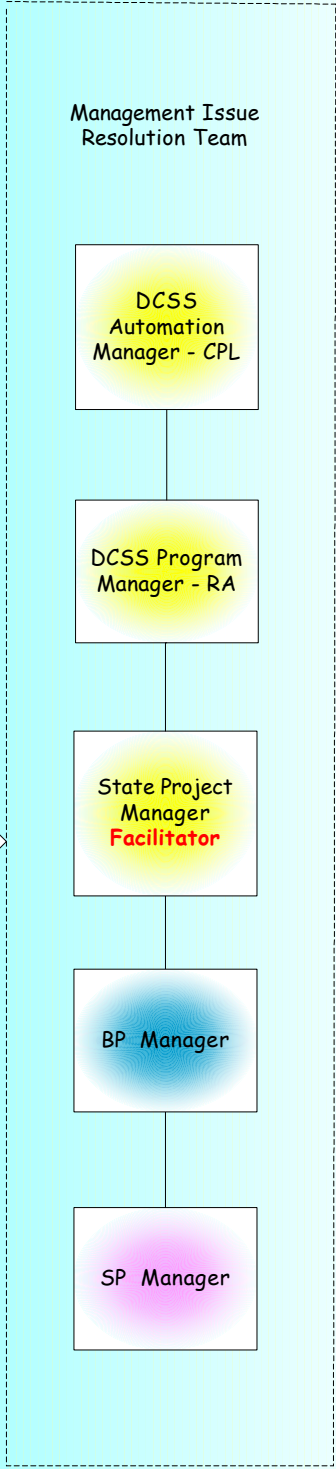 Management Issue
Resolution Team
DCSS
Automation
Manager - CPL
DCSS Program
Manager - RA
State Project
Manager
Facilitator
BP Manager
SP Manager